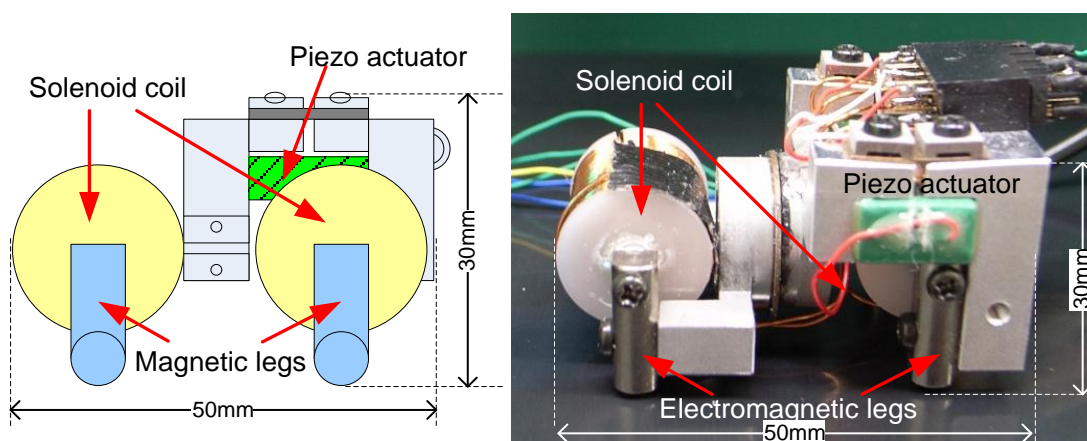 Piezo actuator
Solenoid coil
30mm
Magnetic legs
50mm
Solenoid coil
Piezo actuator
30mm
Electromagnetic legs
50mm